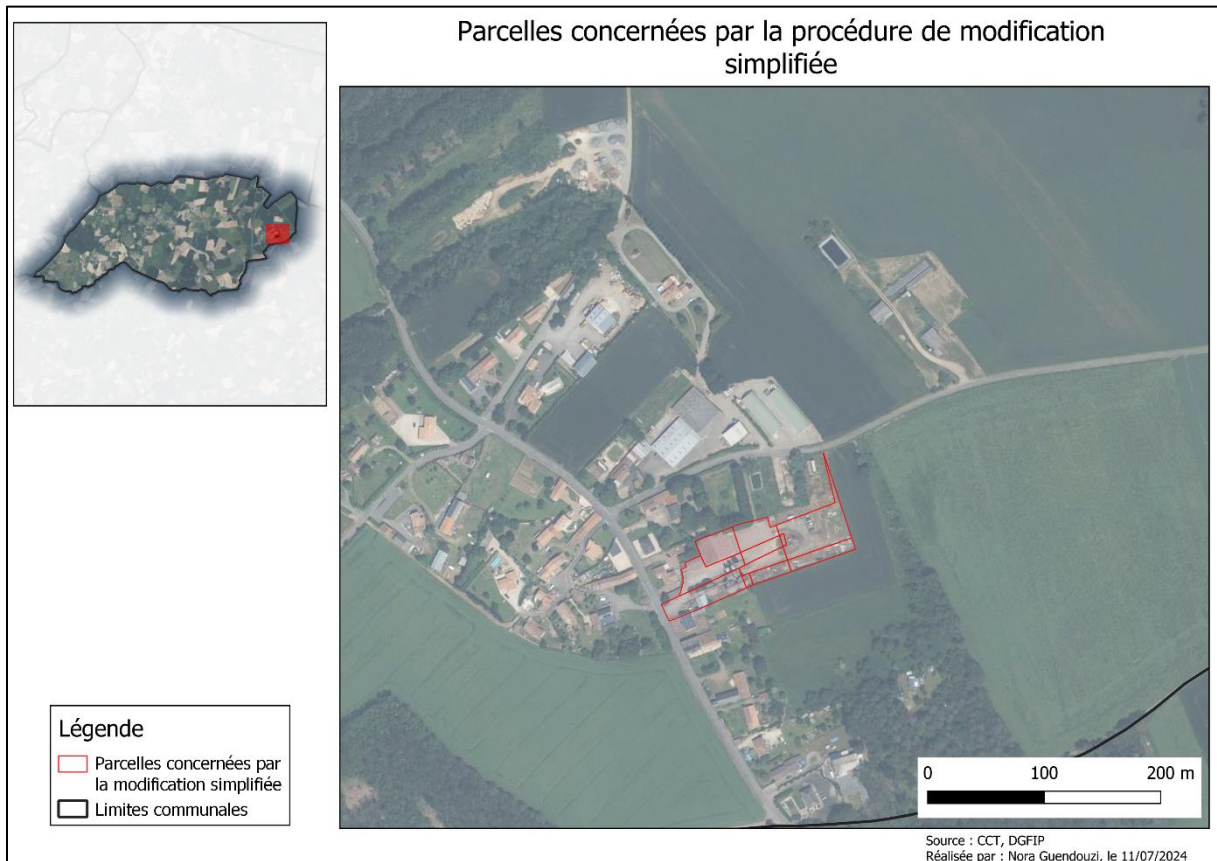 Parcelles concernées par la procédure de modification
simplifiée
Légende
Parcelles concernées par
la modification simplifiée
Limites communales
0 100 200 m
Source : CCT, DGFIP
Réalisée par : Nora Guendouzi, le 11/07/2024